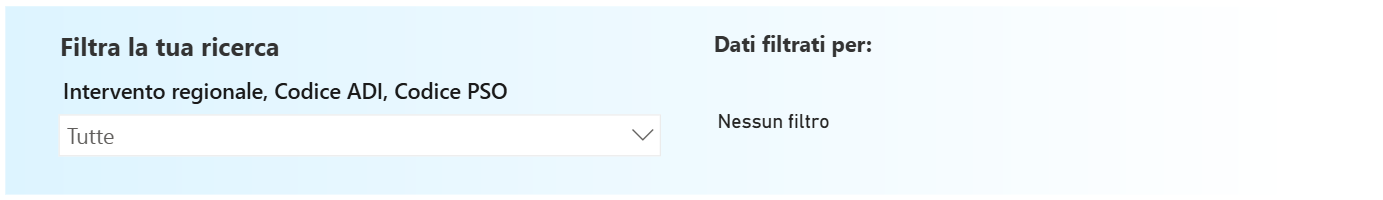 Filtra la tua ricerca
Intervento regionale, Codice ADI, Codice PSO
Tutte
Dati filtrati per:
Nessun filtro